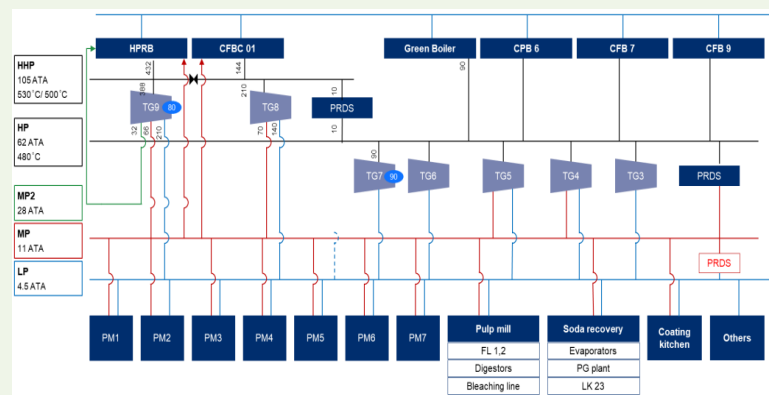 HPRB
CFBC 01
Green Boiler
CPB 6
CFB 7
CFB 9
HHP
105 ATA
530°C/ 500°C
432
144
90
388
210
10
TG9
80
TG8
PRDS
32
66
210
70
140
10
HP
62 ATA
480°C
90
TG7
90
TG6
TG5
TG4
TG3
PRDS
MP2
28 ATA
MP
11 ATA
LP
4.5 ATA
PRDS
PM1
PM2
PM3
PM4
PM5
PM6
PM7
Pulp mill
FL 1,2
Digestors
Bleaching line
Soda recovery
Evaporators
PG plant
LK 23
Coating
kitchen
Others